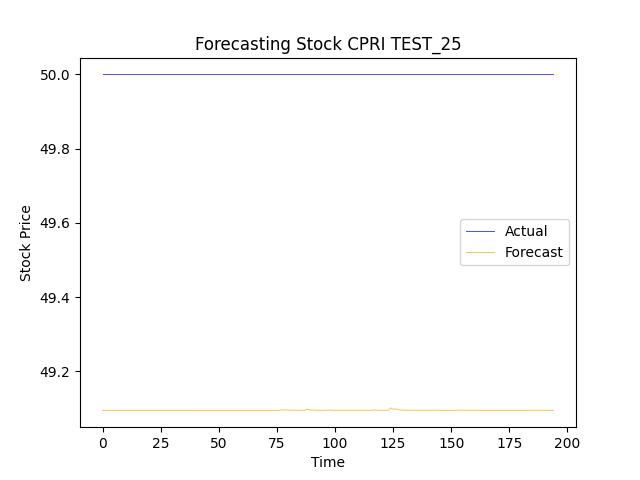 Forecasting Stock CPRI TEST_25
50.0
49.8
49.6
49.4
49.2
Stock Price
Actual
Forecast
0 25 50 75 100 125 150 175 200
Time